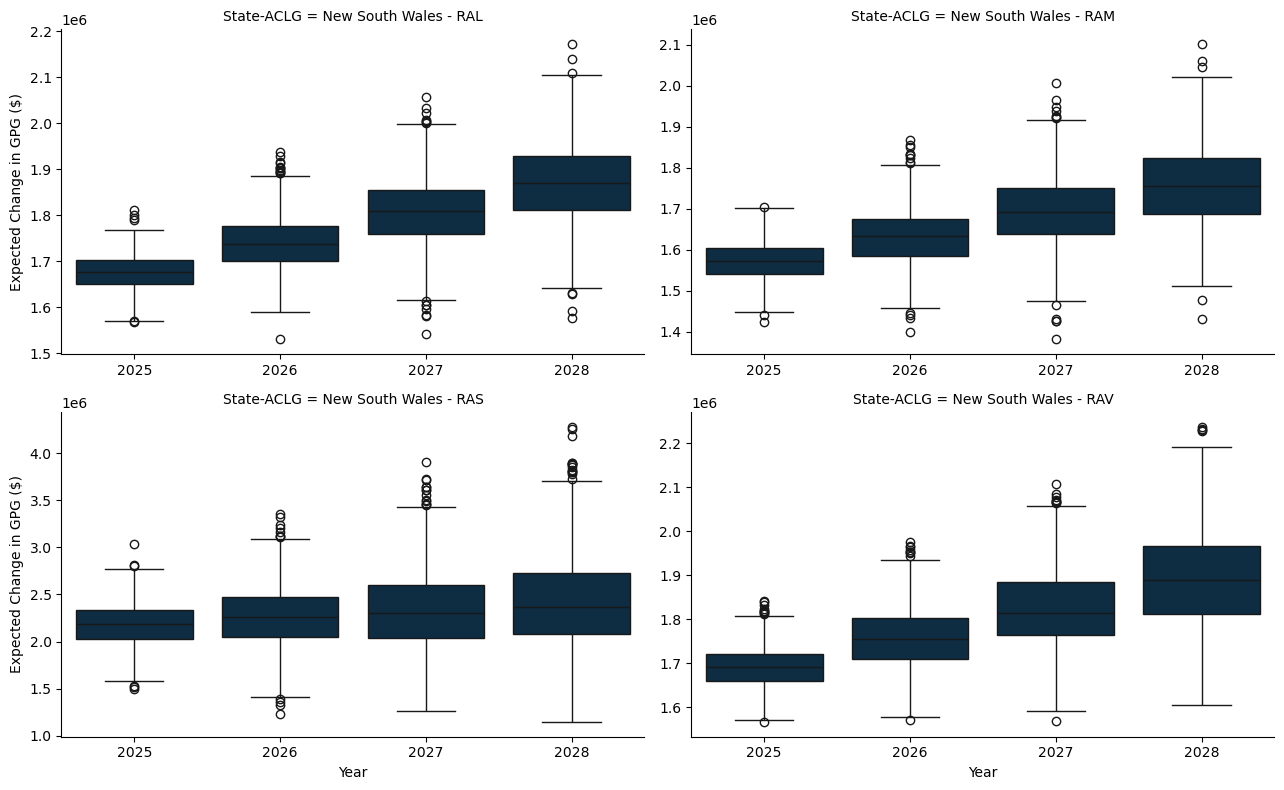 State-ACLG = New South Wales - RAL
1e6
2.2
2.1
2.0
1.9
1.8
1.7
1.6
1.5
Expected Change in GPG ($)
2025 2026 2027 2028
State-ACLG = New South Wales - RAM
1e6
2.1
2.0
1.9
1.8
1.7
1.6
1.5
1.4
2025 2026 2027 2028
State-ACLG = New South Wales - RAS
1e6
4.0
3.5
3.0
2.5
2.0
1.5
1.0
Expected Change in GPG ($)
2025 2026 2027 2028
Year
State-ACLG = New South Wales - RAV
1e6
2.2
2.1
2.0
1.9
1.8
1.7
1.6
2025 2026 2027 2028
Year